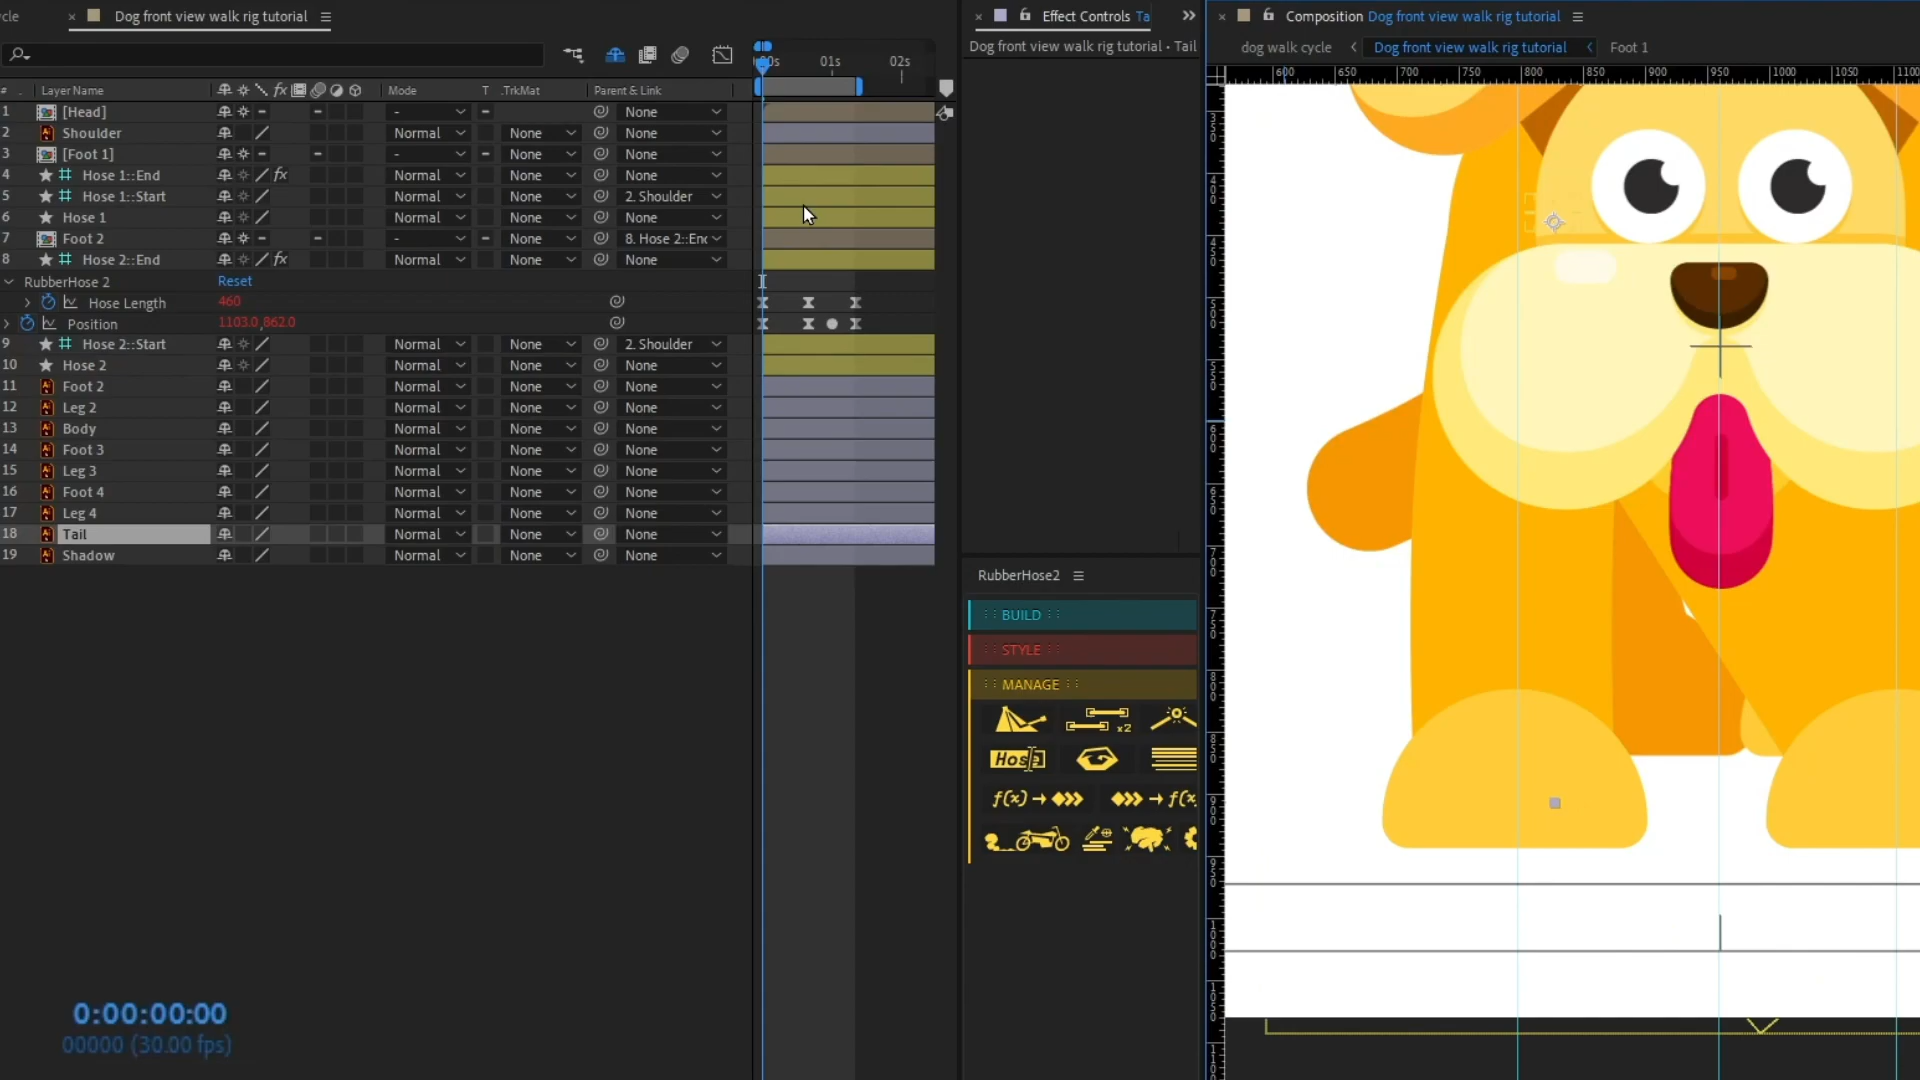 cle
× Dog front view walk rig tutorial
× Effect Controls Ta
× Composition Dog front view walk rig tutorial
Dog front view walk rig tutorial • Tail
dog walk cycle Dog front view walk rig tutorial Foot 1
01s 02s
600 650 700 750 800 850 900 950 1000 1050 1100
# Layer Name fx Mode T .TrkMat Parent & Link
1 [Head] - None
2 Shoulder Normal None None
3 [Foot 1] - None None
4 Hose 1::End fx Normal None None
5 Hose 1::Start Normal None 2. Shoulder
6 Hose 1 Normal None None
7 Foot 2 - None 8. Hose 2::Enc
8 Hose 2::End fx Normal None None
RubberHose 2 Reset
Hose Length 460
Position 1103.0,862.0
9 Hose 2::Start Normal None 2. Shoulder
10 Hose 2 Normal None None
11 Foot 2 Normal None None
12 Leg 2 Normal None None
13 Body Normal None None
14 Foot 3 Normal None None
15 Leg 3 Normal None None
16 Foot 4 Normal None None
17 Leg 4 Normal None None
18 Tail Normal None None
19 Shadow Normal None None
RubberHose2
:: BUILD ::
:: STYLE ::
:: MANAGE ::
x2
Hose
f(x)
f(x
0:00:00:00
00000 (30.00 fps)